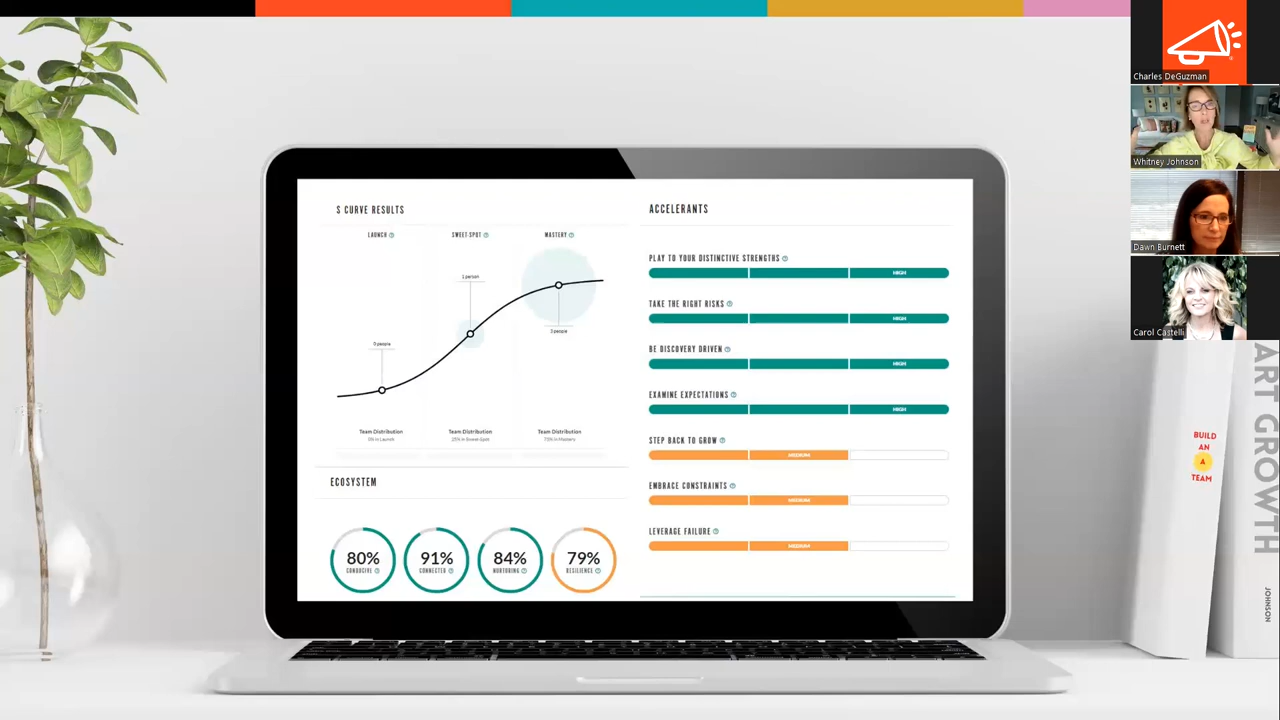 S CURVE RESULTS
LAUNCH
SWEET-SPOT
MASTERY
0 people
1 person
3 people
Team Distribution
0% in Launch
Team Distribution
25% in Sweet-Spot
Team Distribution
75% in Mastery
ECOSYSTEM
80%
CONDUCIVE
91%
CONNECTED
84%
NURTURING
79%
RESILIENCE
ACCELERANTS
PLAY TO YOUR DISTINCTIVE STRENGTHS
HIGH
TAKE THE RIGHT RISKS
HIGH
BE DISCOVERY DRIVEN
HIGH
EXAMINE EXPECTATIONS
HIGH
STEP BACK TO GROW
MEDIUM
EMBRACE CONSTRAINTS
MEDIUM
LEVERAGE FAILURE
MEDIUM
Charles DeGuzman
Whitney Johnson
Dawn Burnett
Carol Castelli
BUILD
AN
A
TEAM
ART GROWTH
JOHNSON